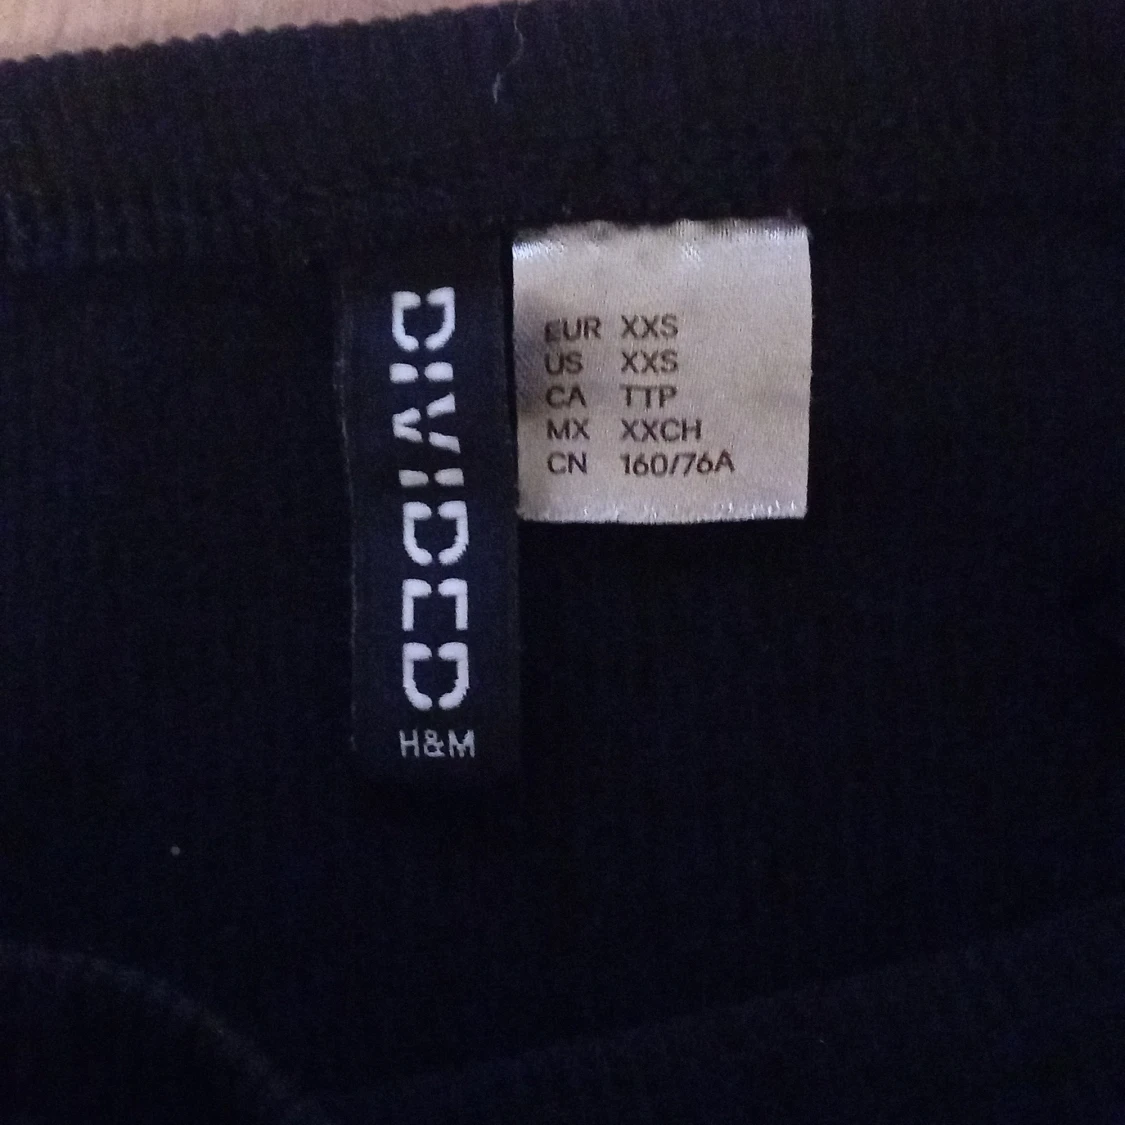 DIVIDED
H&M
EUR XXS
US XXS
CA TTP
MX XXCH
CN 160/76A